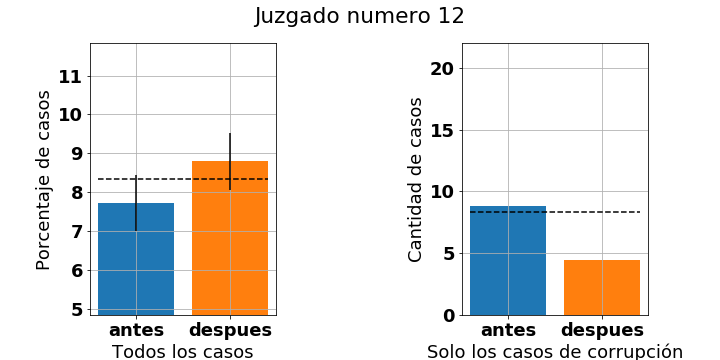 Juzgado numero 12
Porcentaje de casos
11
10
9
8
7
6
5
antes despues
Todos los casos
Cantidad de casos
20
15
10
5
0
antes despues
Solo los casos de corrupción